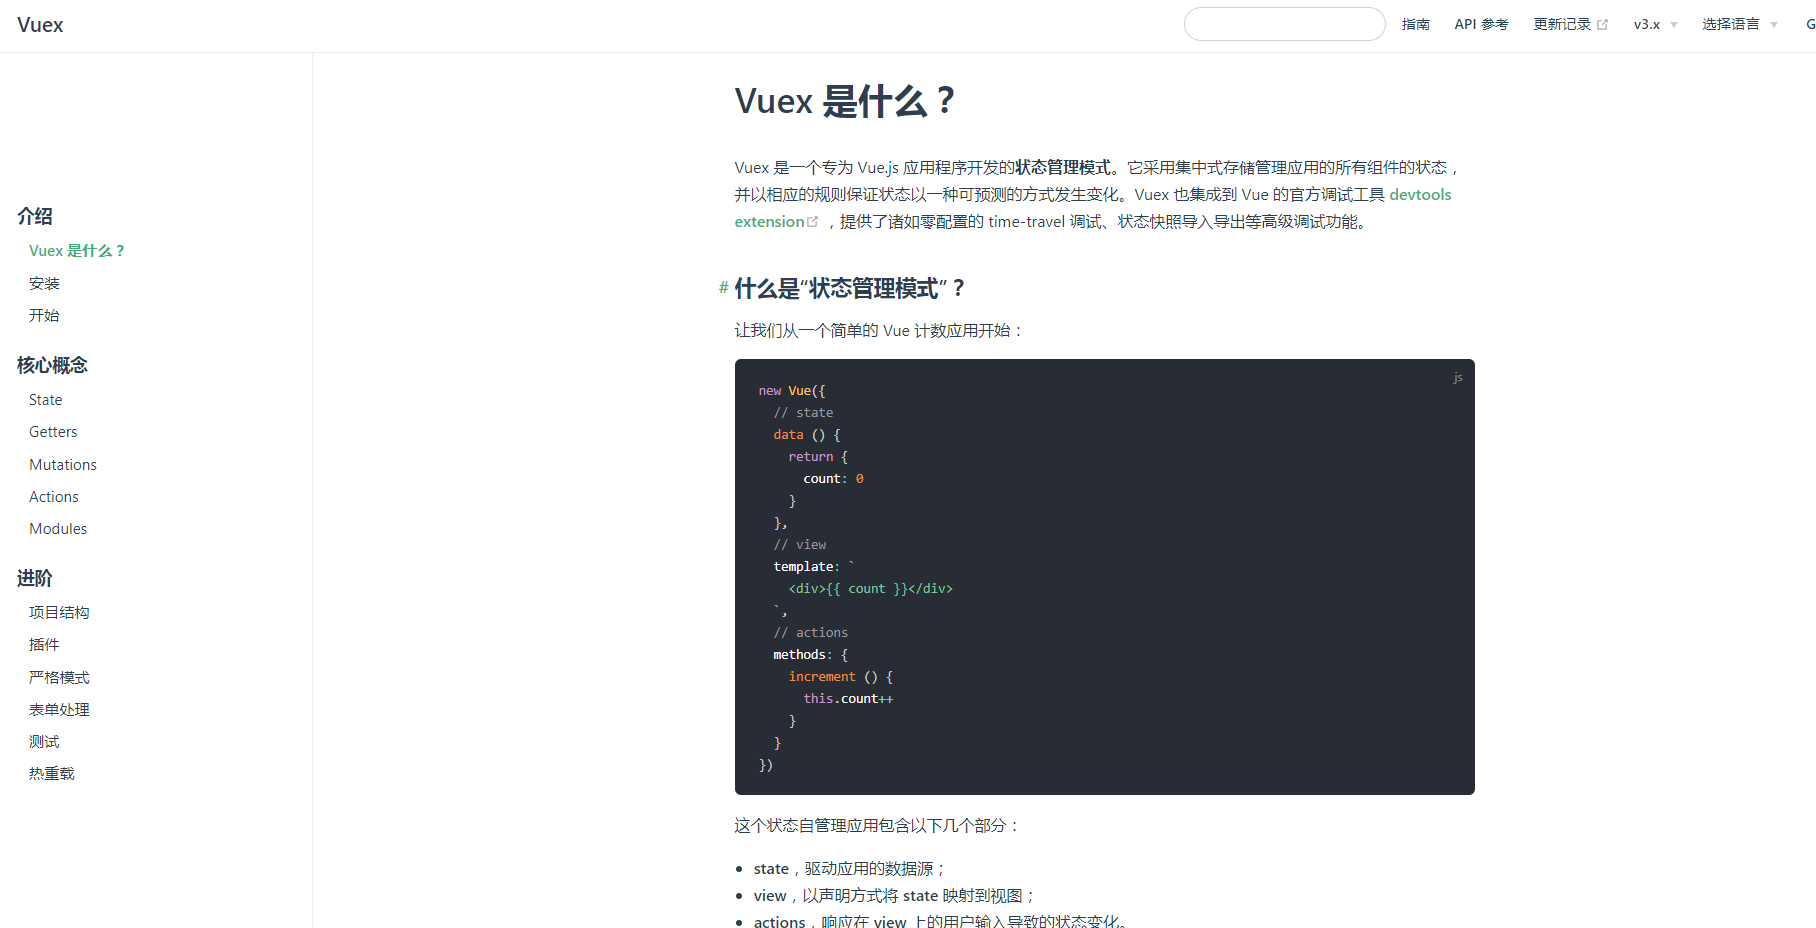 Vuex
指南
API 参考
更新记录
v3.x
选择语言
G
介绍
Vuex 是什么？
安装
开始
核心概念
State
Getters
Mutations
Actions
Modules
进阶
项目结构
插件
严格模式
表单处理
测试
热重载
Vuex 是什么？
Vuex 是一个专为 Vue.js 应用程序开发的状态管理模式。它采用集中式存储管理应用的所有组件的状态，
并以相应的规则保证状态以一种可预测的方式发生变化。Vuex 也集成到 Vue 的官方调试工具 devtools
extension ，提供了诸如零配置的 time-travel 调试、状态快照导入导出等高级调试功能。
# 什么是“状态管理模式”？
让我们从一个简单的 Vue 计数应用开始：
js
new Vue({
  // state
  data () {
    return {
      count: 0
    }
  },
  // view
  template: `
    <div>{{ count }}</div>
  `,
  // actions
  methods: {
    increment () {
      this.count++
    }
  }
})
这个状态自管理应用包含以下几个部分：
• state，驱动应用的数据源；
• view，以声明方式将 state 映射到视图；
• actions，响应在 view 上的用户输入导致的状态变化。